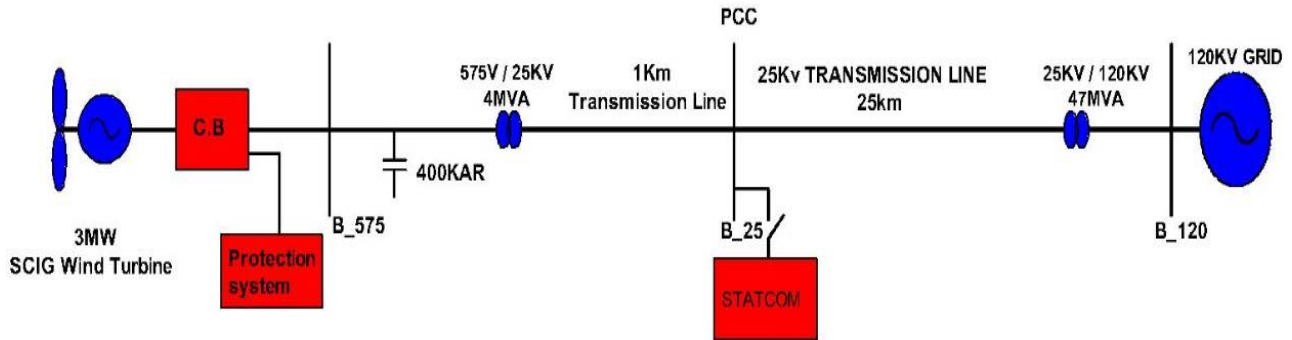 PCC
575V / 25KV
4MVA
1Km
Transmission Line
25Kv TRANSMISSION LINE
25km
25KV / 120KV
47MVA
120KV GRID
C.B
400KAR
B_575
B_25
B_120
3MW
SCIG Wind Turbine
Protection
system
STATCOM